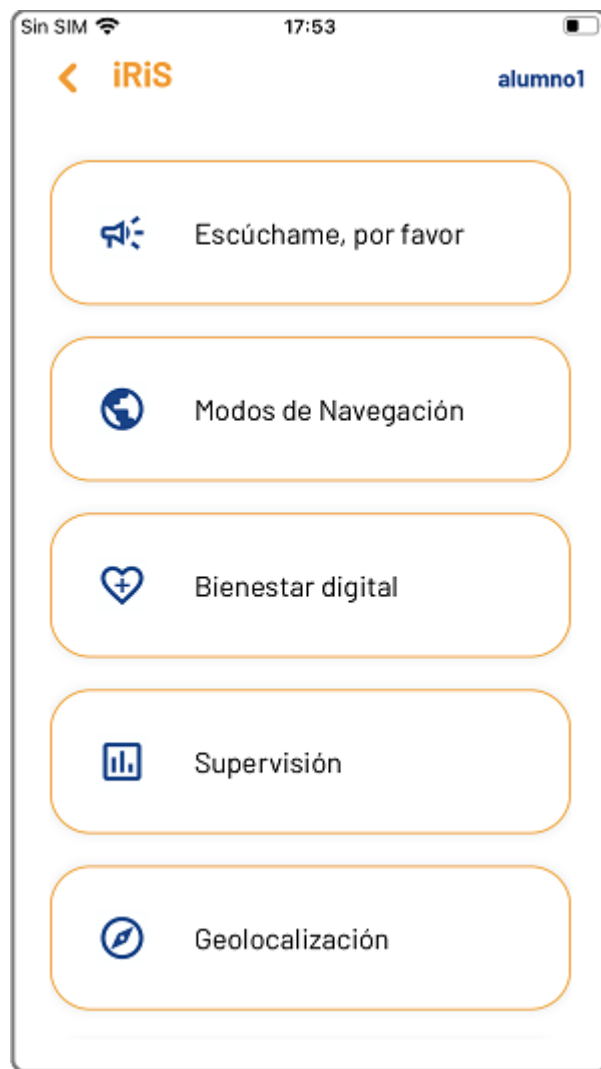 Sin SIM 17:53
iRiS alumno1
Escúchame, por favor
Modos de Navegación
Bienestar digital
Supervisión
Geolocalización